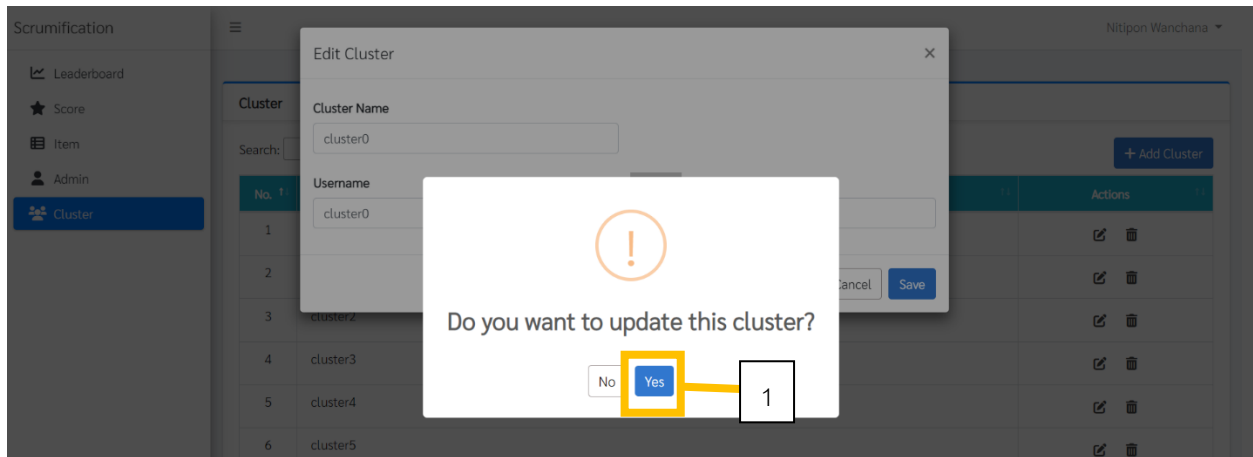 Scrumification
Nitipon Wanchana
Leaderboard
Score
Item
Admin
Cluster
Edit Cluster
×
Cluster
Cluster Name
cluster0
Search:
+ Add Cluster
Username
cluster0
No.
Actions
1
2
Cancel
Save
3 cluster2
4 cluster3
5 cluster4
6 cluster5
!
Do you want to update this cluster?
No
Yes
1